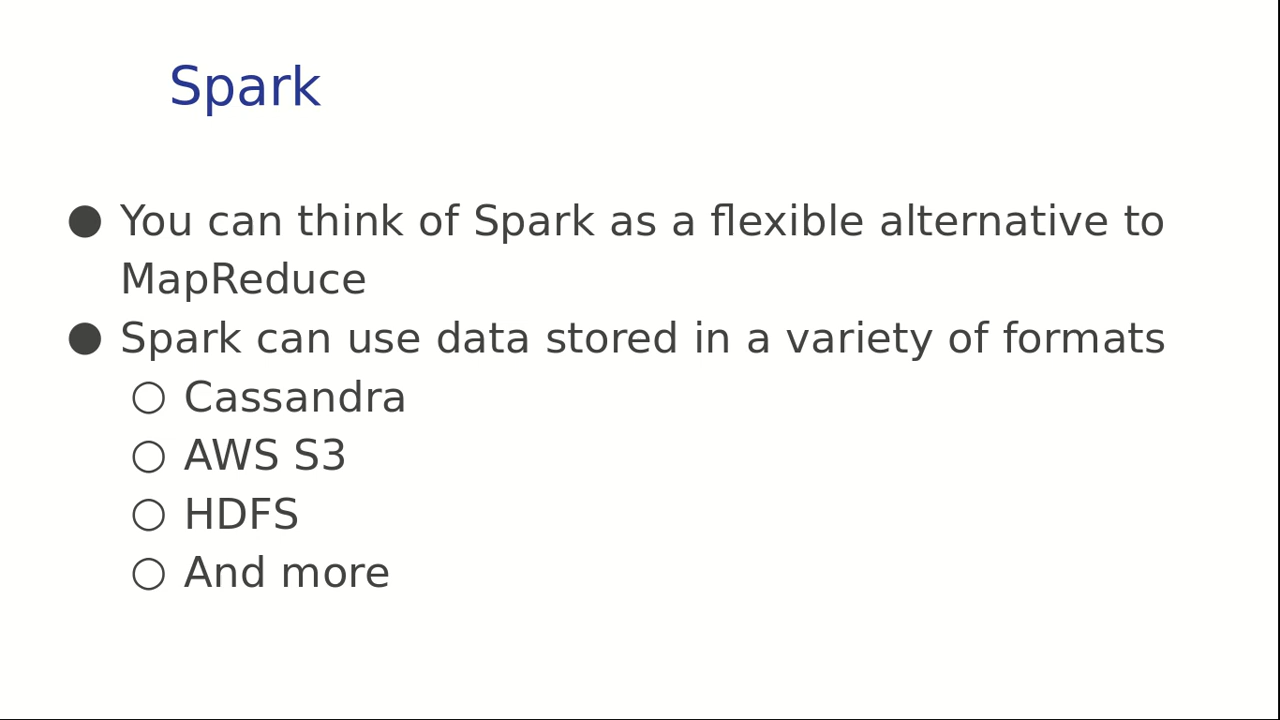 Spark
● You can think of Spark as a flexible alternative to
MapReduce
● Spark can use data stored in a variety of formats
○ Cassandra
○ AWS S3
○ HDFS
○ And more